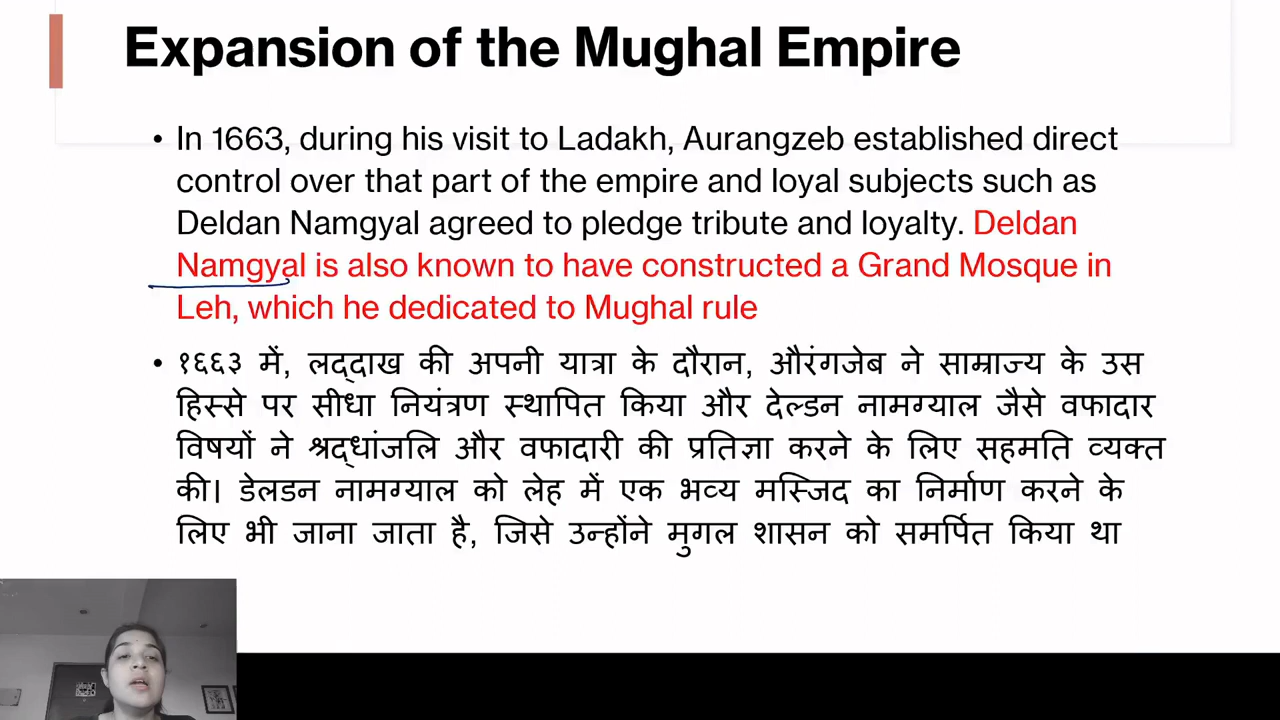 Expansion of the Mughal Empire
• In 1663, during his visit to Ladakh, Aurangzeb established direct
control over that part of the empire and loyal subjects such as
Deldan Namgyal agreed to pledge tribute and loyalty. Deldan
Namgyal is also known to have constructed a Grand Mosque in
Leh, which he dedicated to Mughal rule
• १६६३ में, लद्दाख की अपनी यात्रा के दौरान, औरंगजेब ने साम्राज्य के उस
हिस्से पर सीधा नियंत्रण स्थापित किया और देल्डन नामग्याल जैसे वफादार
विषयों ने श्रद्धांजलि और वफादारी की प्रतिज्ञा करने के लिए सहमति व्यक्त
की। डेलडन नामग्याल को लेह में एक भव्य मस्जिद का निर्माण करने के
लिए भी जाना जाता है, जिसे उन्होंने मुगल शासन को समर्पित किया था